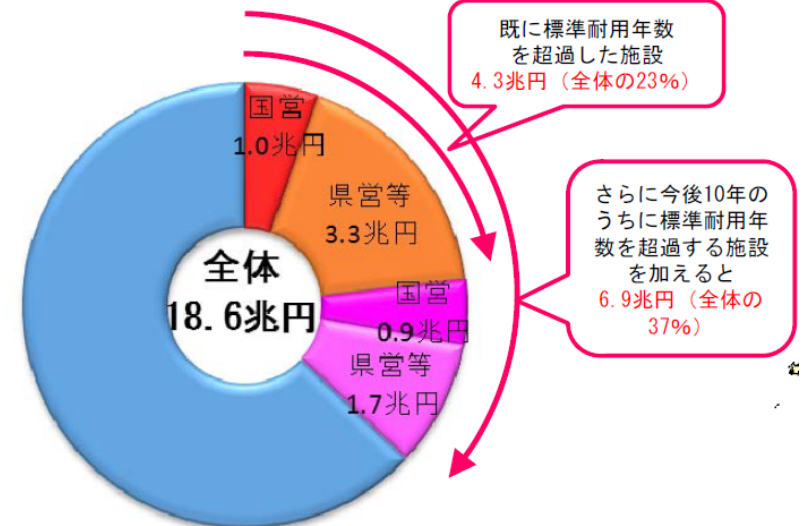 既に標準耐用年数
を超過した施設
4.3兆円（全体の23%）
国営
1.0兆円
県営等
3.3兆円
さらに今後10年の
うちに標準耐用年
数を超過する施設
を加えると
6.9兆円（全体の
37%）
全体
18.6兆円
国営
0.9兆円
県営等
1.7兆円